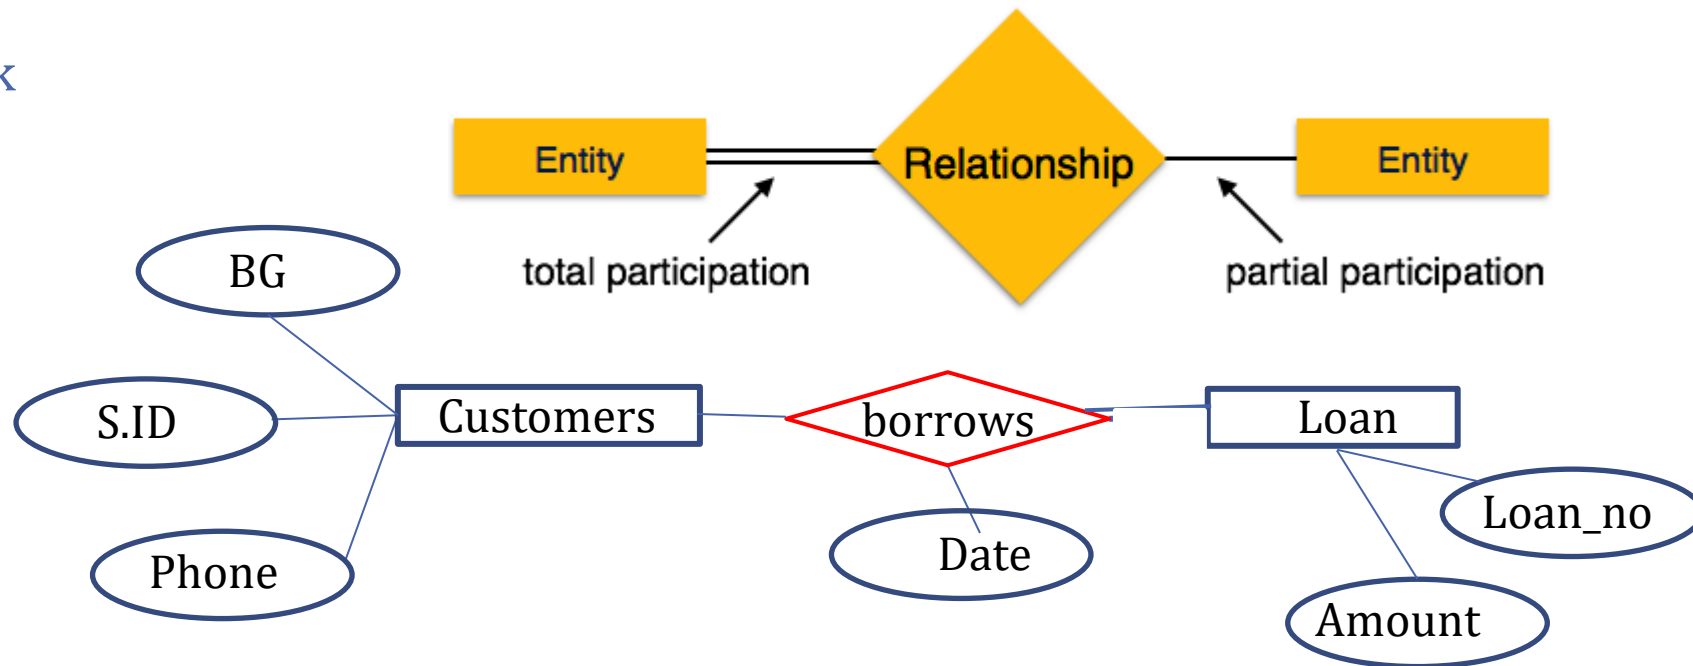 Entity
Relationship
Entity
total participation
partial participation
BG
S.ID
Customers
borrows
Loan
Loan_no
Phone
Date
Amount